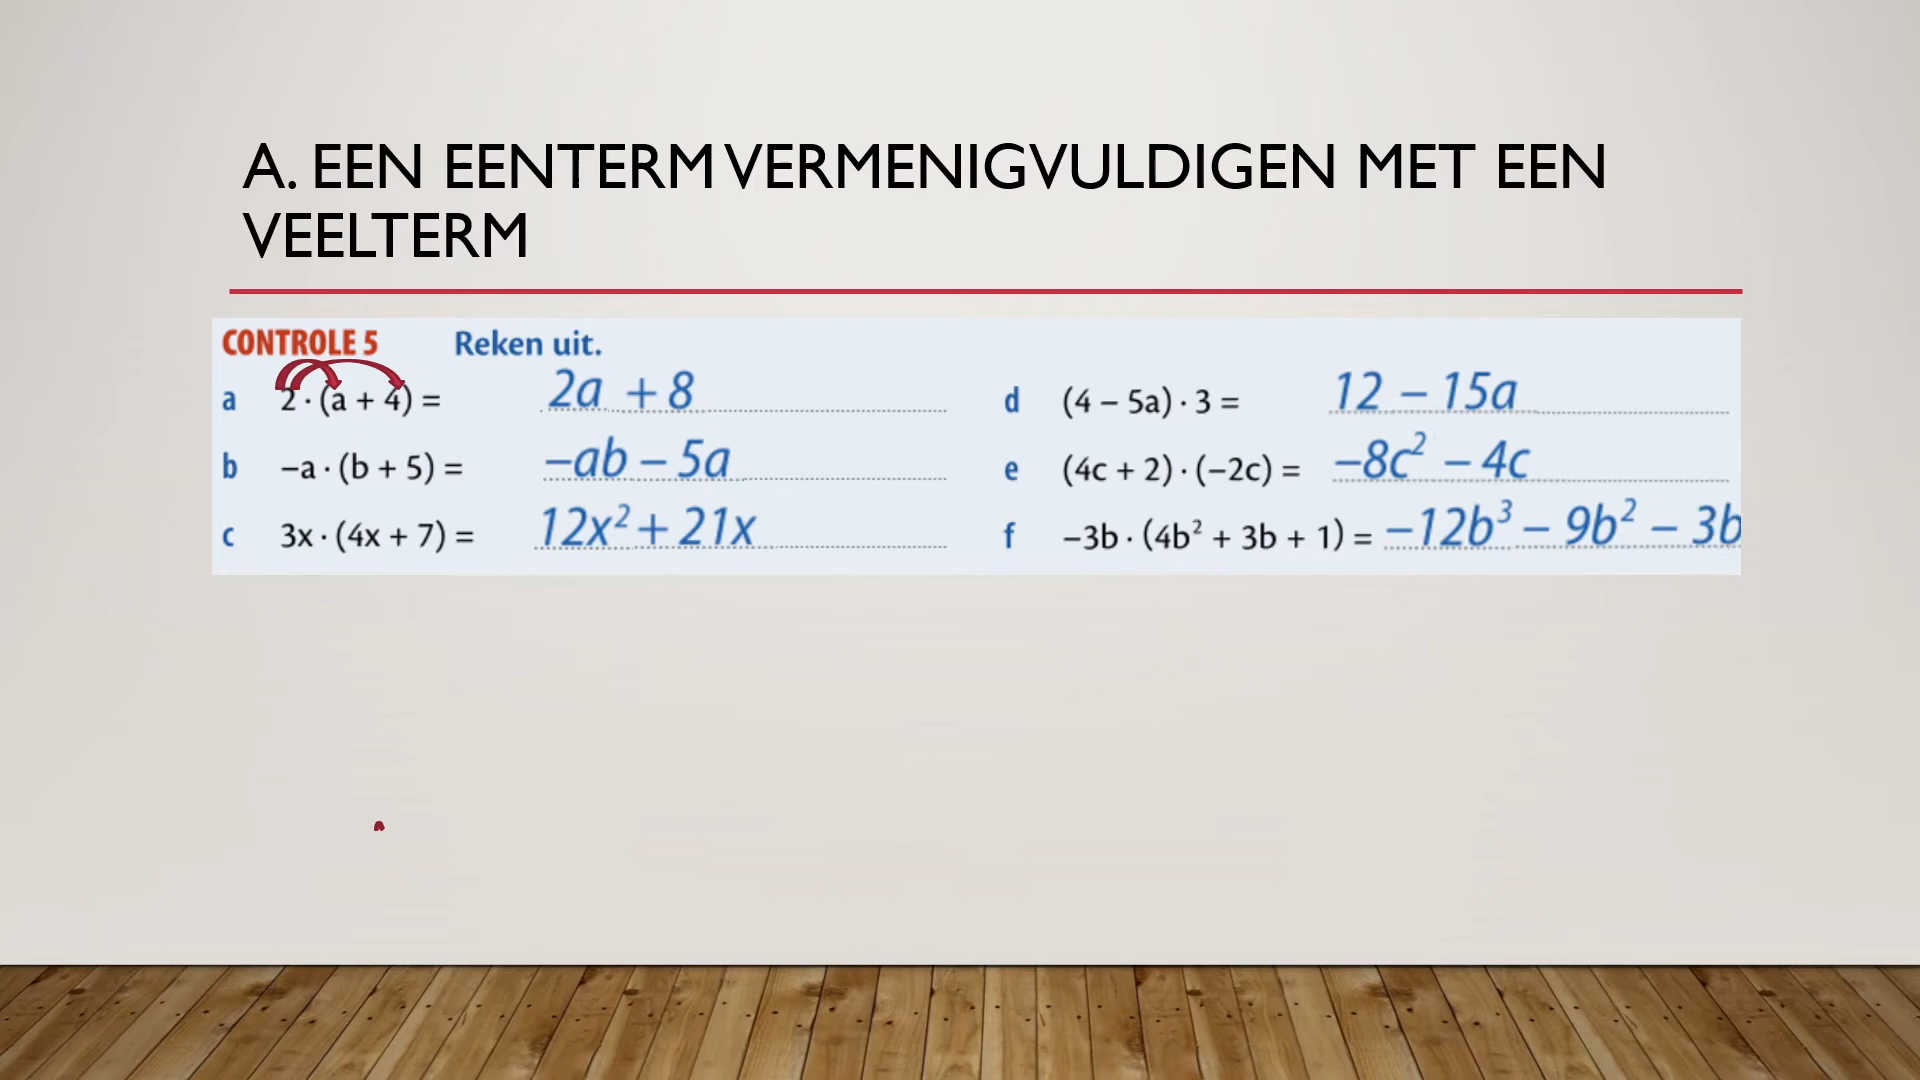 A. EEN EENTERM VERMENIGVULDIGEN MET EEN
VEELTERM
CONTROLE 5 Reken uit.
a 2 · (a + 4) = 2a + 8
b −a · (b + 5) = −ab − 5a
c 3x · (4x + 7) = 12x² + 21x
d (4 − 5a) · 3 = 12 − 15a
e (4c + 2) · (−2c) = −8c² − 4c
f −3b · (4b² + 3b + 1) = −12b³ − 9b² − 3b